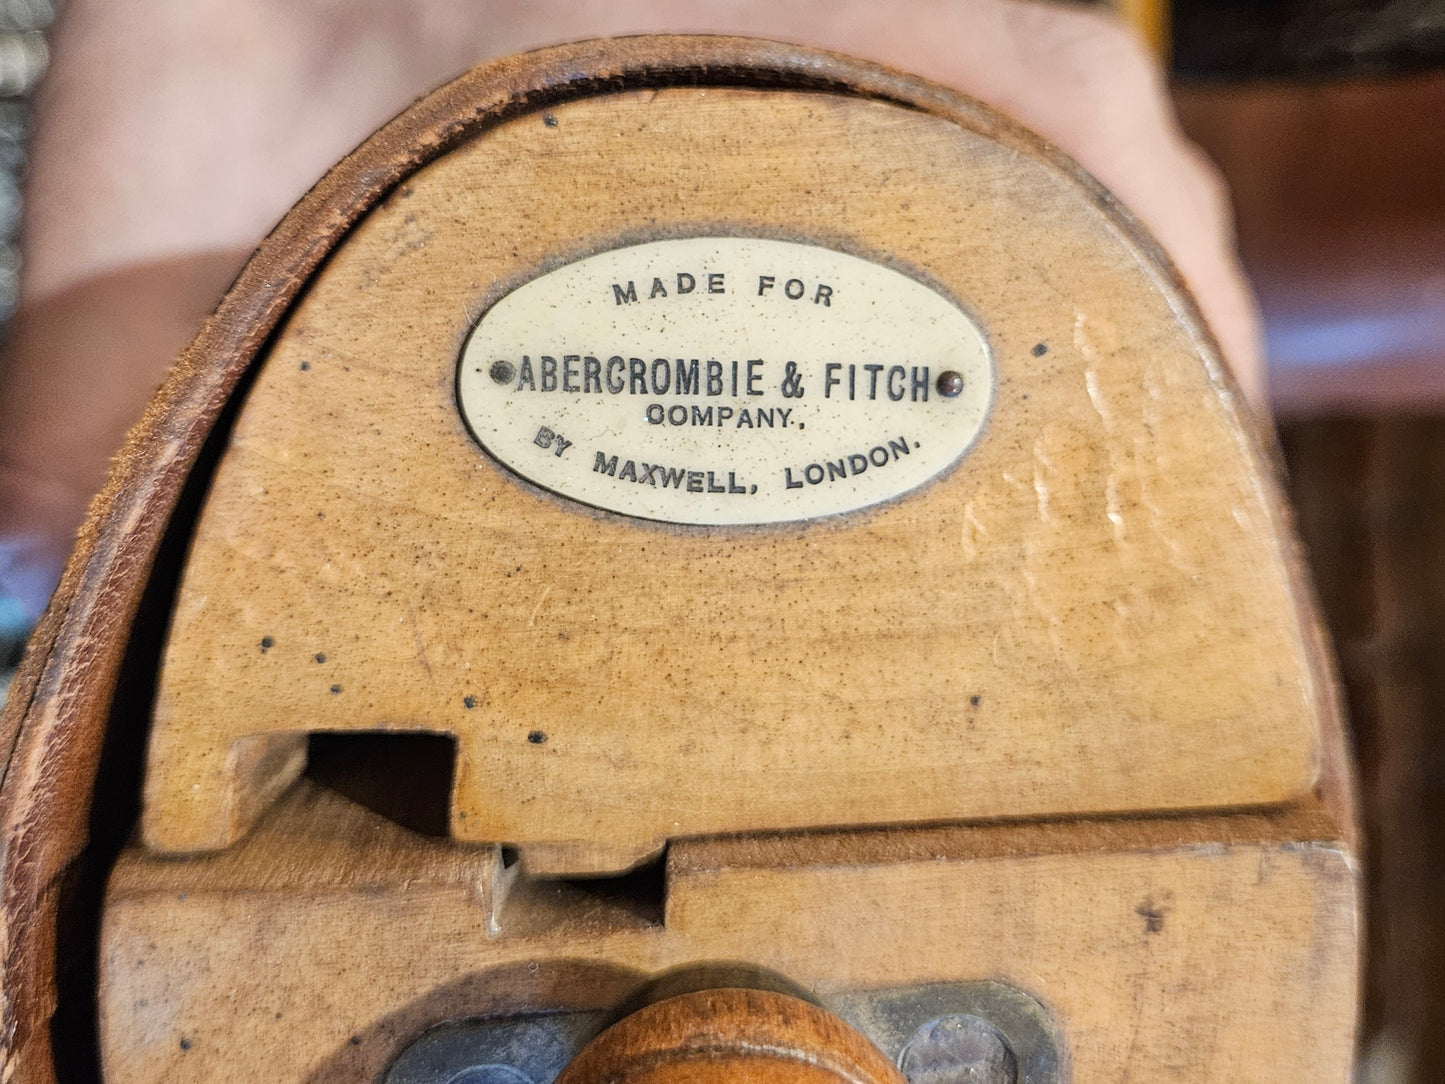 MADE FOR
ABERCROMBIE & FITCH
COMPANY.
BY MAXWELL, LONDON.